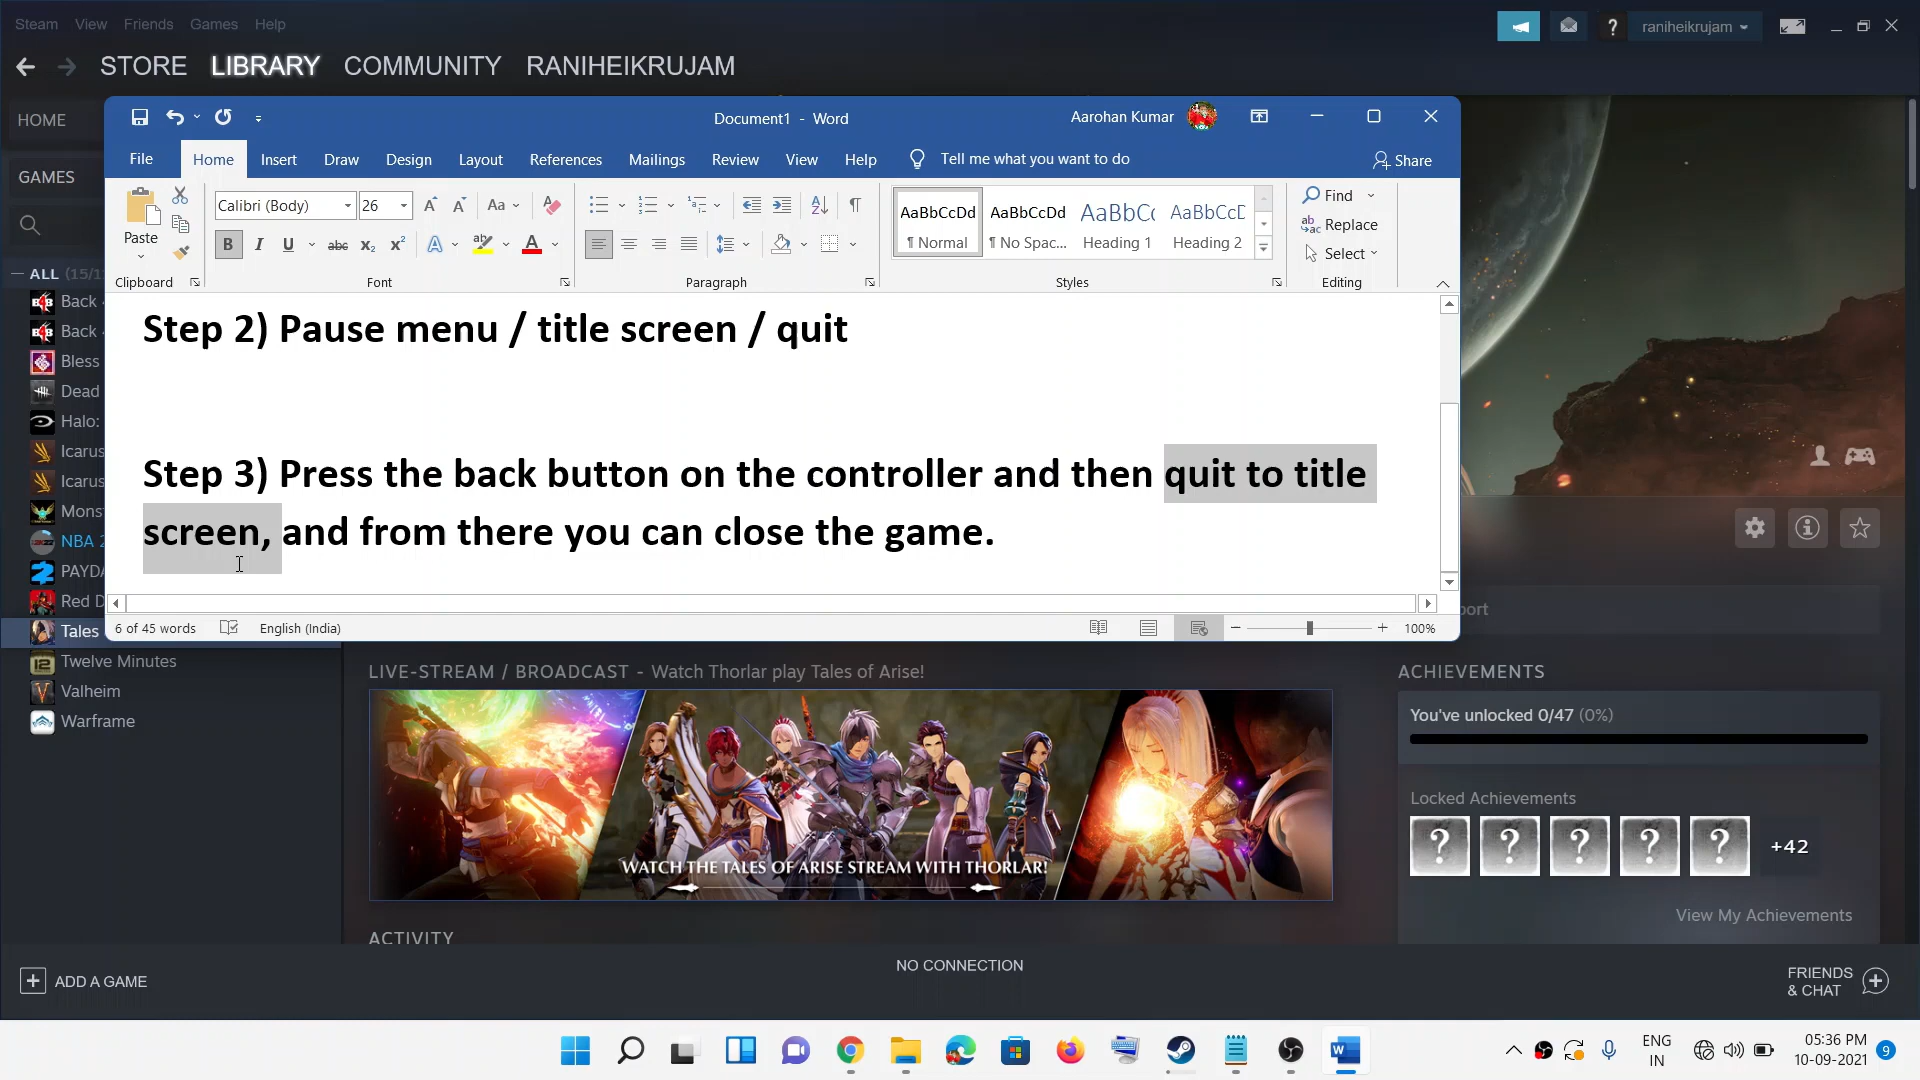 Steam View Friends Games Help
raniheikrujam
STORE LIBRARY COMMUNITY RANIHEIKRUJAM
HOME
GAMES
ALL (15/1
Back
Back
Bless
Dead
Halo:
Icarus
Icarus
Mons
NBA 2
PAYDA
Red D
Tales
Twelve Minutes
Valheim
Warframe
Document1 - Word
Aarohan Kumar
File Home Insert Draw Design Layout References Mailings Review View Help Tell me what you want to do Share
Paste
Clipboard
Calibri (Body) 26
Font
Paragraph
AaBbCcDd AaBbCcDd AaBbCc AaBbCcD
¶ Normal ¶ No Spac... Heading 1 Heading 2
Styles
Find
Replace
Select
Editing
Step 2) Pause menu / title screen / quit
Step 3) Press the back button on the controller and then quit to title
screen, and from there you can close the game.
6 of 45 words English (India) 100%
port
LIVE-STREAM / BROADCAST - Watch Thorlar play Tales of Arise!
WATCH THE TALES OF ARISE STREAM WITH THORLAR!
ACTIVITY
ACHIEVEMENTS
You've unlocked 0/47 (0%)
Locked Achievements
+42
View My Achievements
ADD A GAME
NO CONNECTION
FRIENDS
& CHAT
ENG
IN
05:36 PM
10-09-2021
9